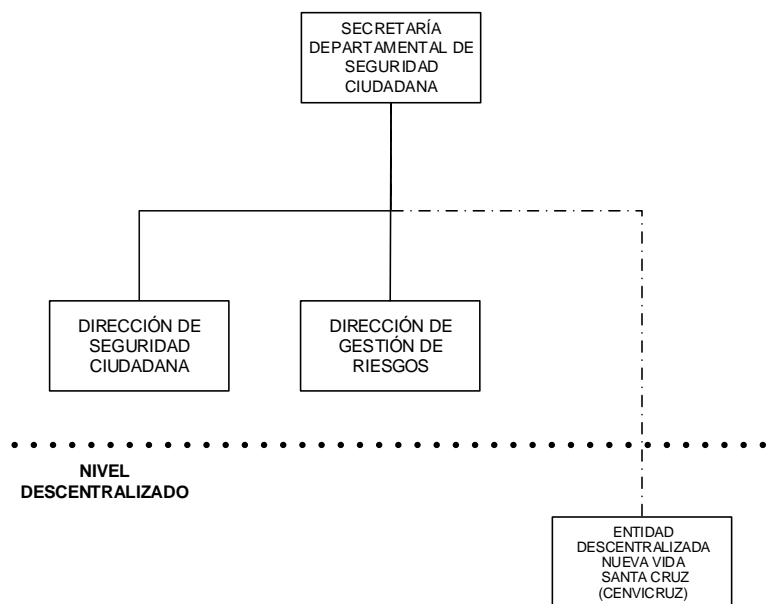 SECRETARÍA
DEPARTAMENTAL DE
SEGURIDAD
CIUDADANA
DIRECCIÓN DE
SEGURIDAD
CIUDADANA
DIRECCIÓN DE
GESTIÓN DE
RIESGOS
NIVEL
DESCENTRALIZADO
ENTIDAD
DESCENTRALIZADA
NUEVA VIDA
SANTA CRUZ
(CENVICRUZ)